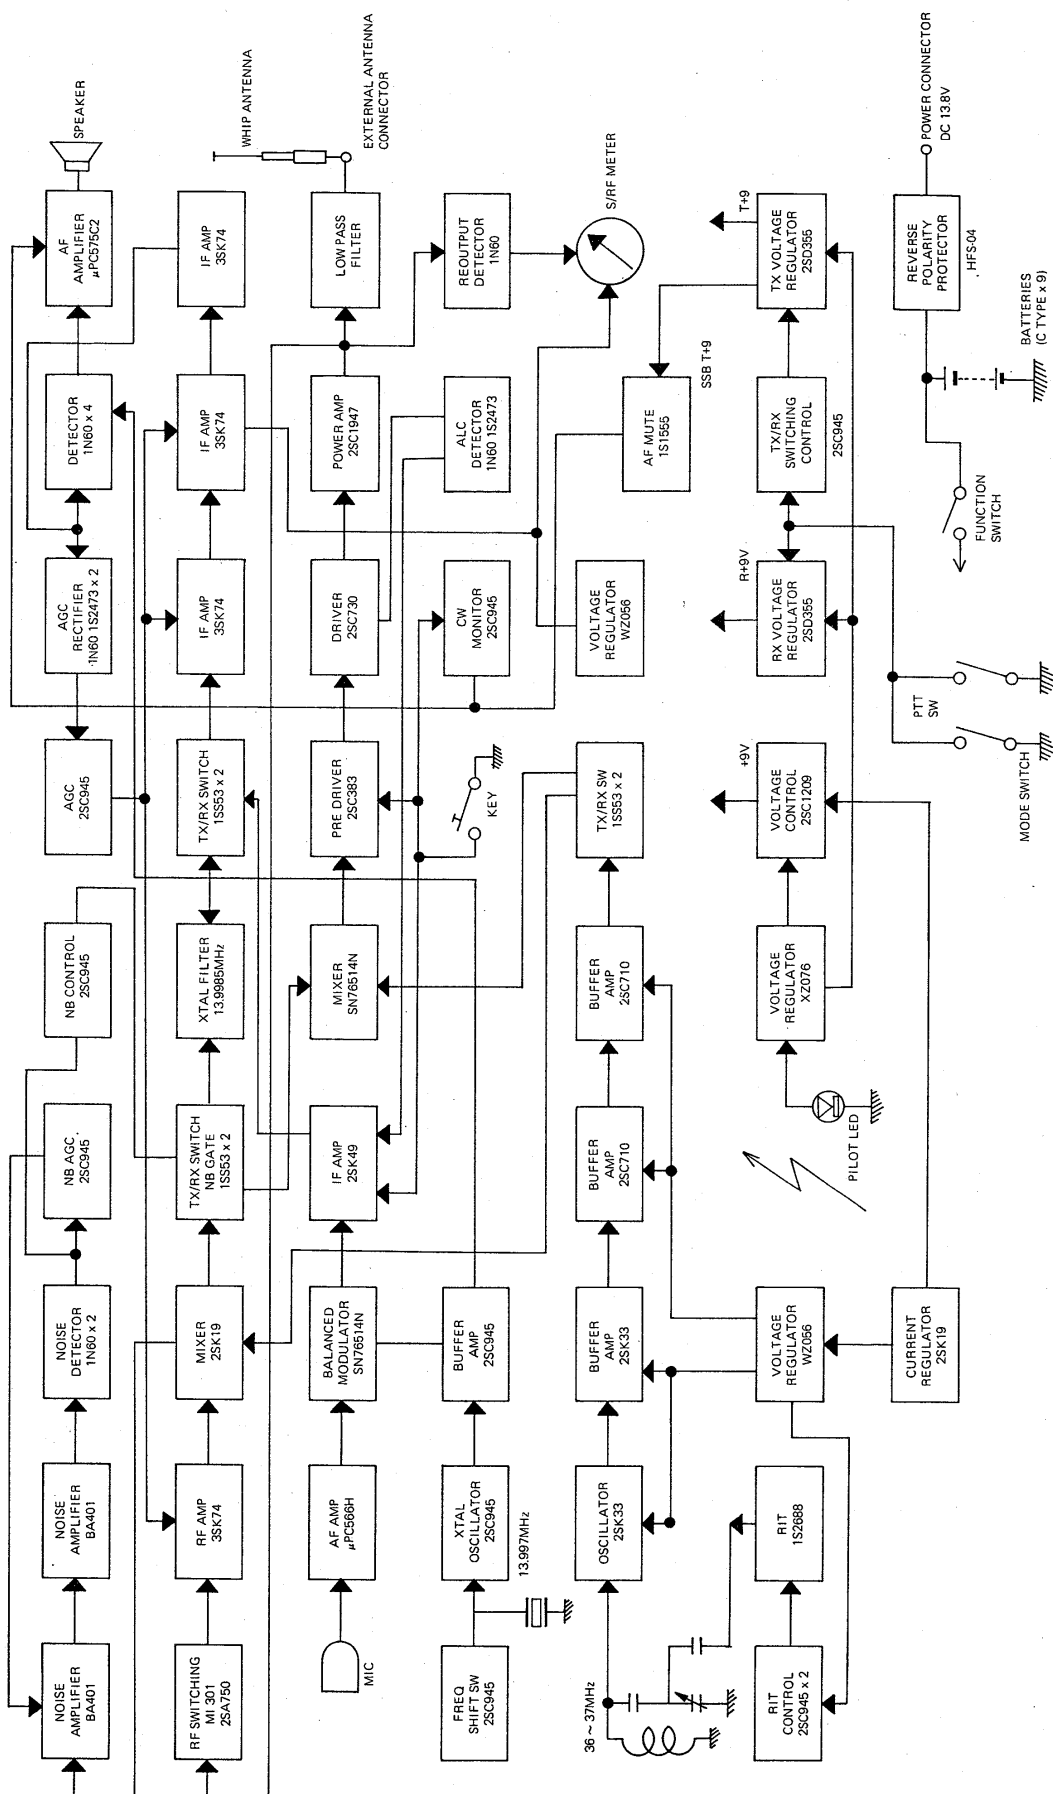 NOISE
AMPLIFIER
BA401
NOISE
AMPLIFIER
BA401
NOISE
DETECTOR
1N60 x 2
NB AGC
2SC945
NB CONTROL
2SC945
AGC
2SC945
AGC
RECTIFIER
1N60 1S2473 x 2
DETECTOR
1N60 x 4
AF
AMPLIFIER
μPC575C2
SPEAKER
RF SWITCHING
MI 301
2SA750
RF AMP
3SK74
MIXER
2SK19
TX/RX SWITCH
NB GATE
1SS53 x 2
XTAL FILTER
13.9985MHz
TX/RX SWITCH
1SS53 x 2
IF AMP
3SK74
IF AMP
3SK74
IF AMP
3SK74
WHIP ANTENNA
MIC
AF AMP
μPC566H
BALANCED
MODULATOR
SN76514N
IF AMP
2SK49
MIXER
SN76514N
PRE DRIVER
2SC383
DRIVER
2SC730
POWER AMP
2SC1947
LOW PASS
FILTER
EXTERNAL ANTENNA
CONNECTOR
FREQ
SHIFT SW
2SC945
XTAL
OSCILLATOR
2SC945
13.997MHz
BUFFER
AMP
2SC945
KEY
CW
MONITOR
2SC945
ALC
DETECTOR
1N60 1S2473
REOUTPUT
DETECTOR
1N60
36 ~ 37MHz
OSCILLATOR
2SK33
BUFFER
AMP
2SK33
BUFFER
AMP
2SC710
BUFFER
AMP
2SC710
TX/RX SW
1SS53 x 2
VOLTAGE
REGULATOR
WZ056
AF MUTE
1S1555
SSB T+9
S/RF METER
RIT
CONTROL
2SC945 x 2
RIT
1S2688
VOLTAGE
REGULATOR
WZ056
PILOT LED
VOLTAGE
REGULATOR
XZ076
VOLTAGE
CONTROL
2SC1209
+9V
RX VOLTAGE
REGULATOR
2SD355
R+9V
TX/RX
SWITCHING
CONTROL
2SC945
TX VOLTAGE
REGULATOR
2SD355
T+9
CURRENT
REGULATOR
2SK19
MODE SWITCH
PTT
SW
FUNCTION
SWITCH
BATTERIES
(C TYPE x 9)
REVERSE
POLARITY
PROTECTOR
HFS-04
POWER CONNECTOR
DC 13.8V